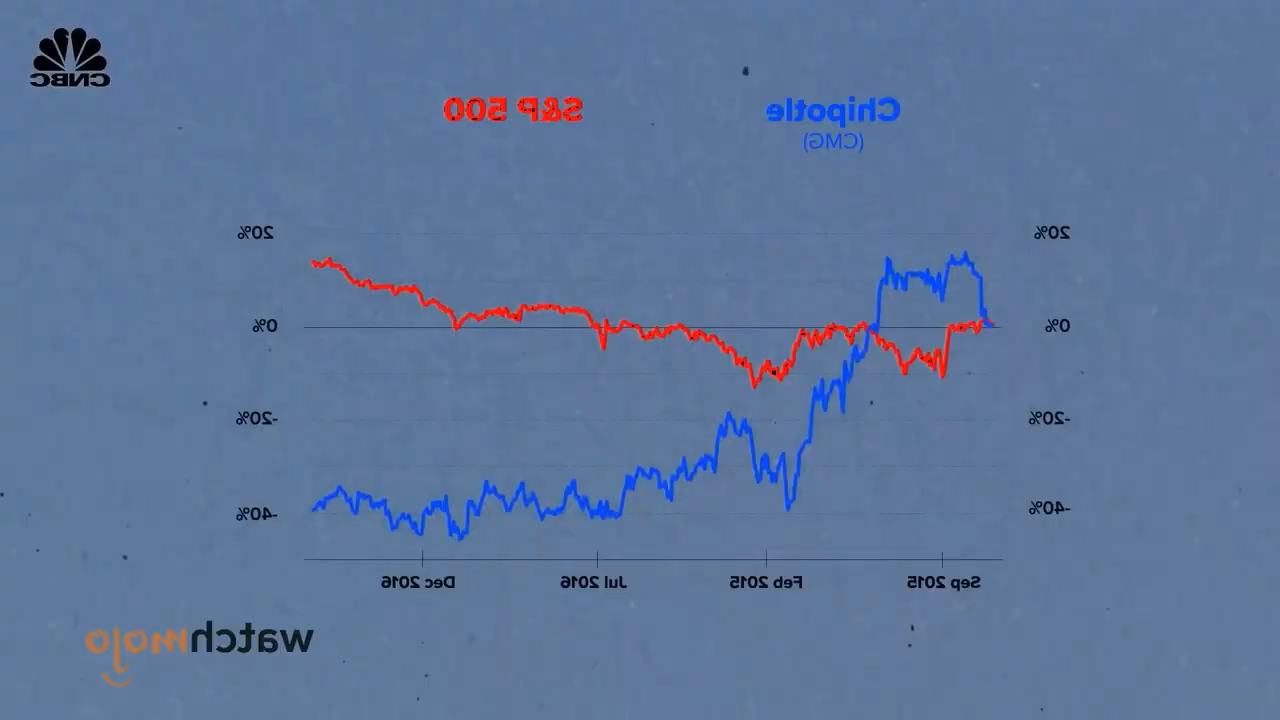 CNBC
Chipotle
S&P 500
(CMG)
20%
20%
0%
0%
-20%
-20%
-40%
-40%
Sep 2015
Feb 2015
Jul 2016
Dec 2016
watchmojo